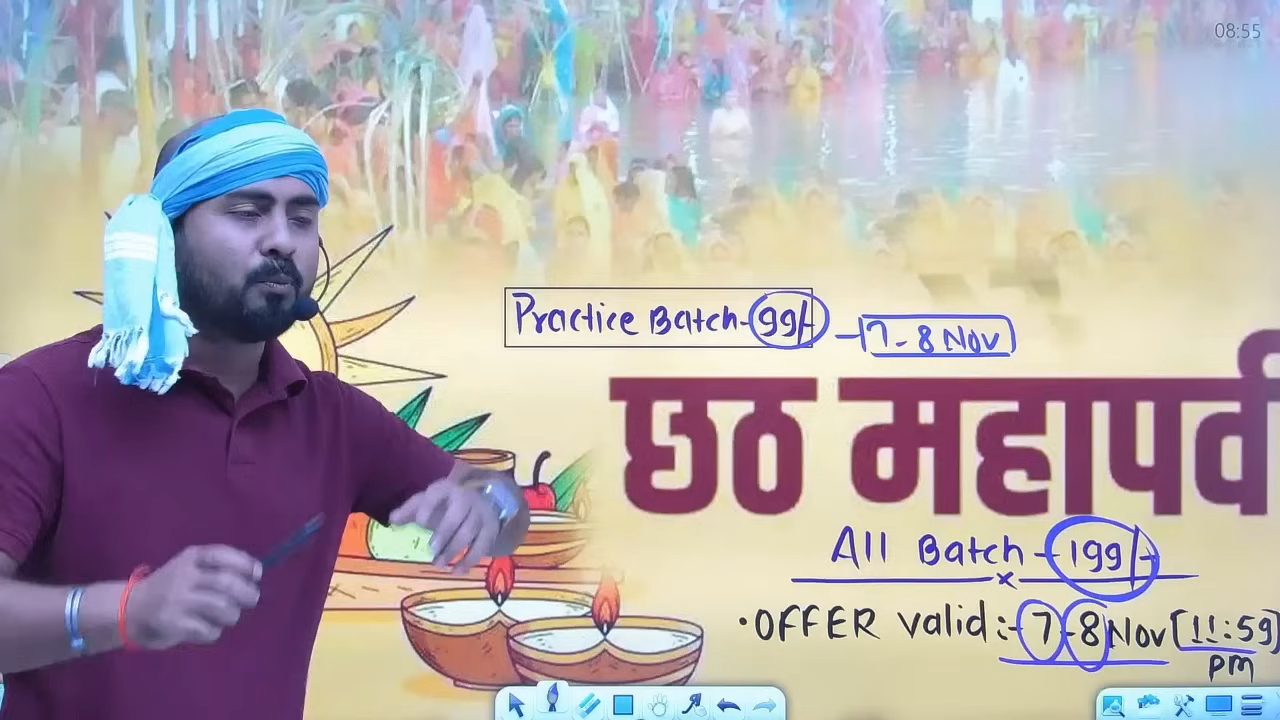 08:55
Practice Batch-99/- -7-8 Nov
छठ महापर्व
All Batch - 199/-
x
•OFFER valid:- 7-8 Nov [11:59]
pm